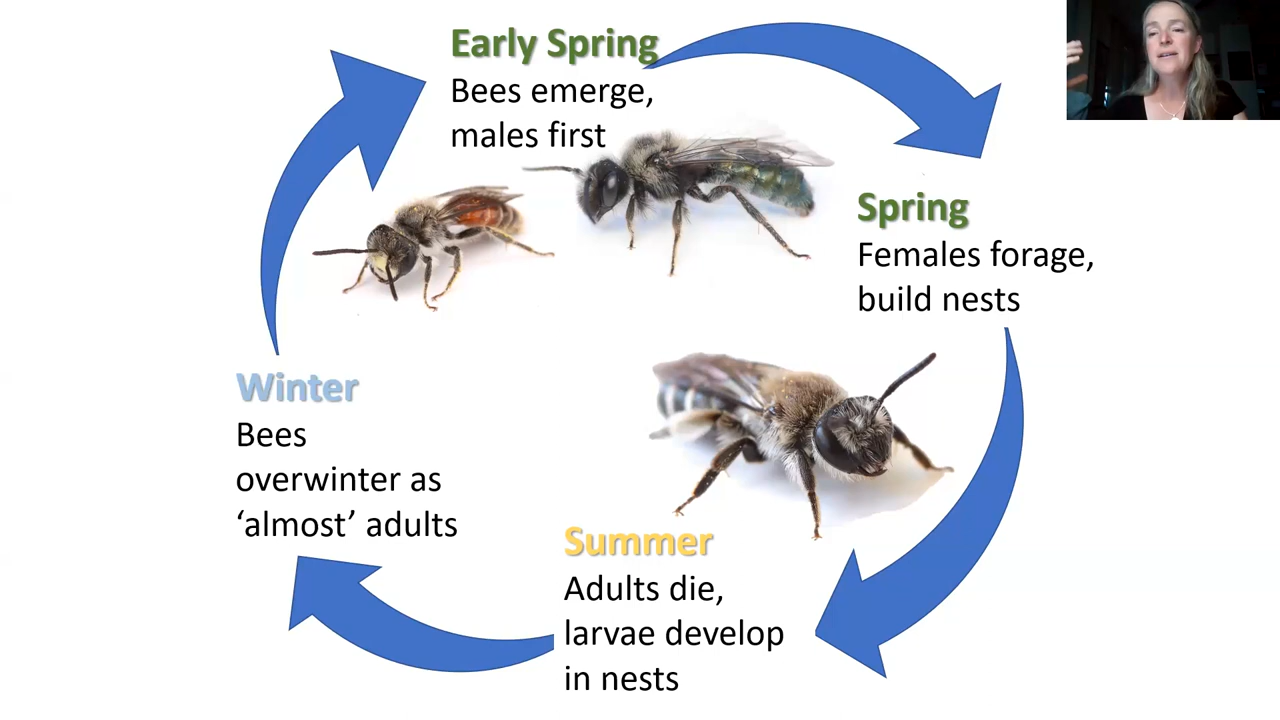 Early Spring
Bees emerge,
males first
Spring
Females forage,
build nests
Summer
Adults die,
larvae develop
in nests
Winter
Bees
overwinter as
‘almost’ adults